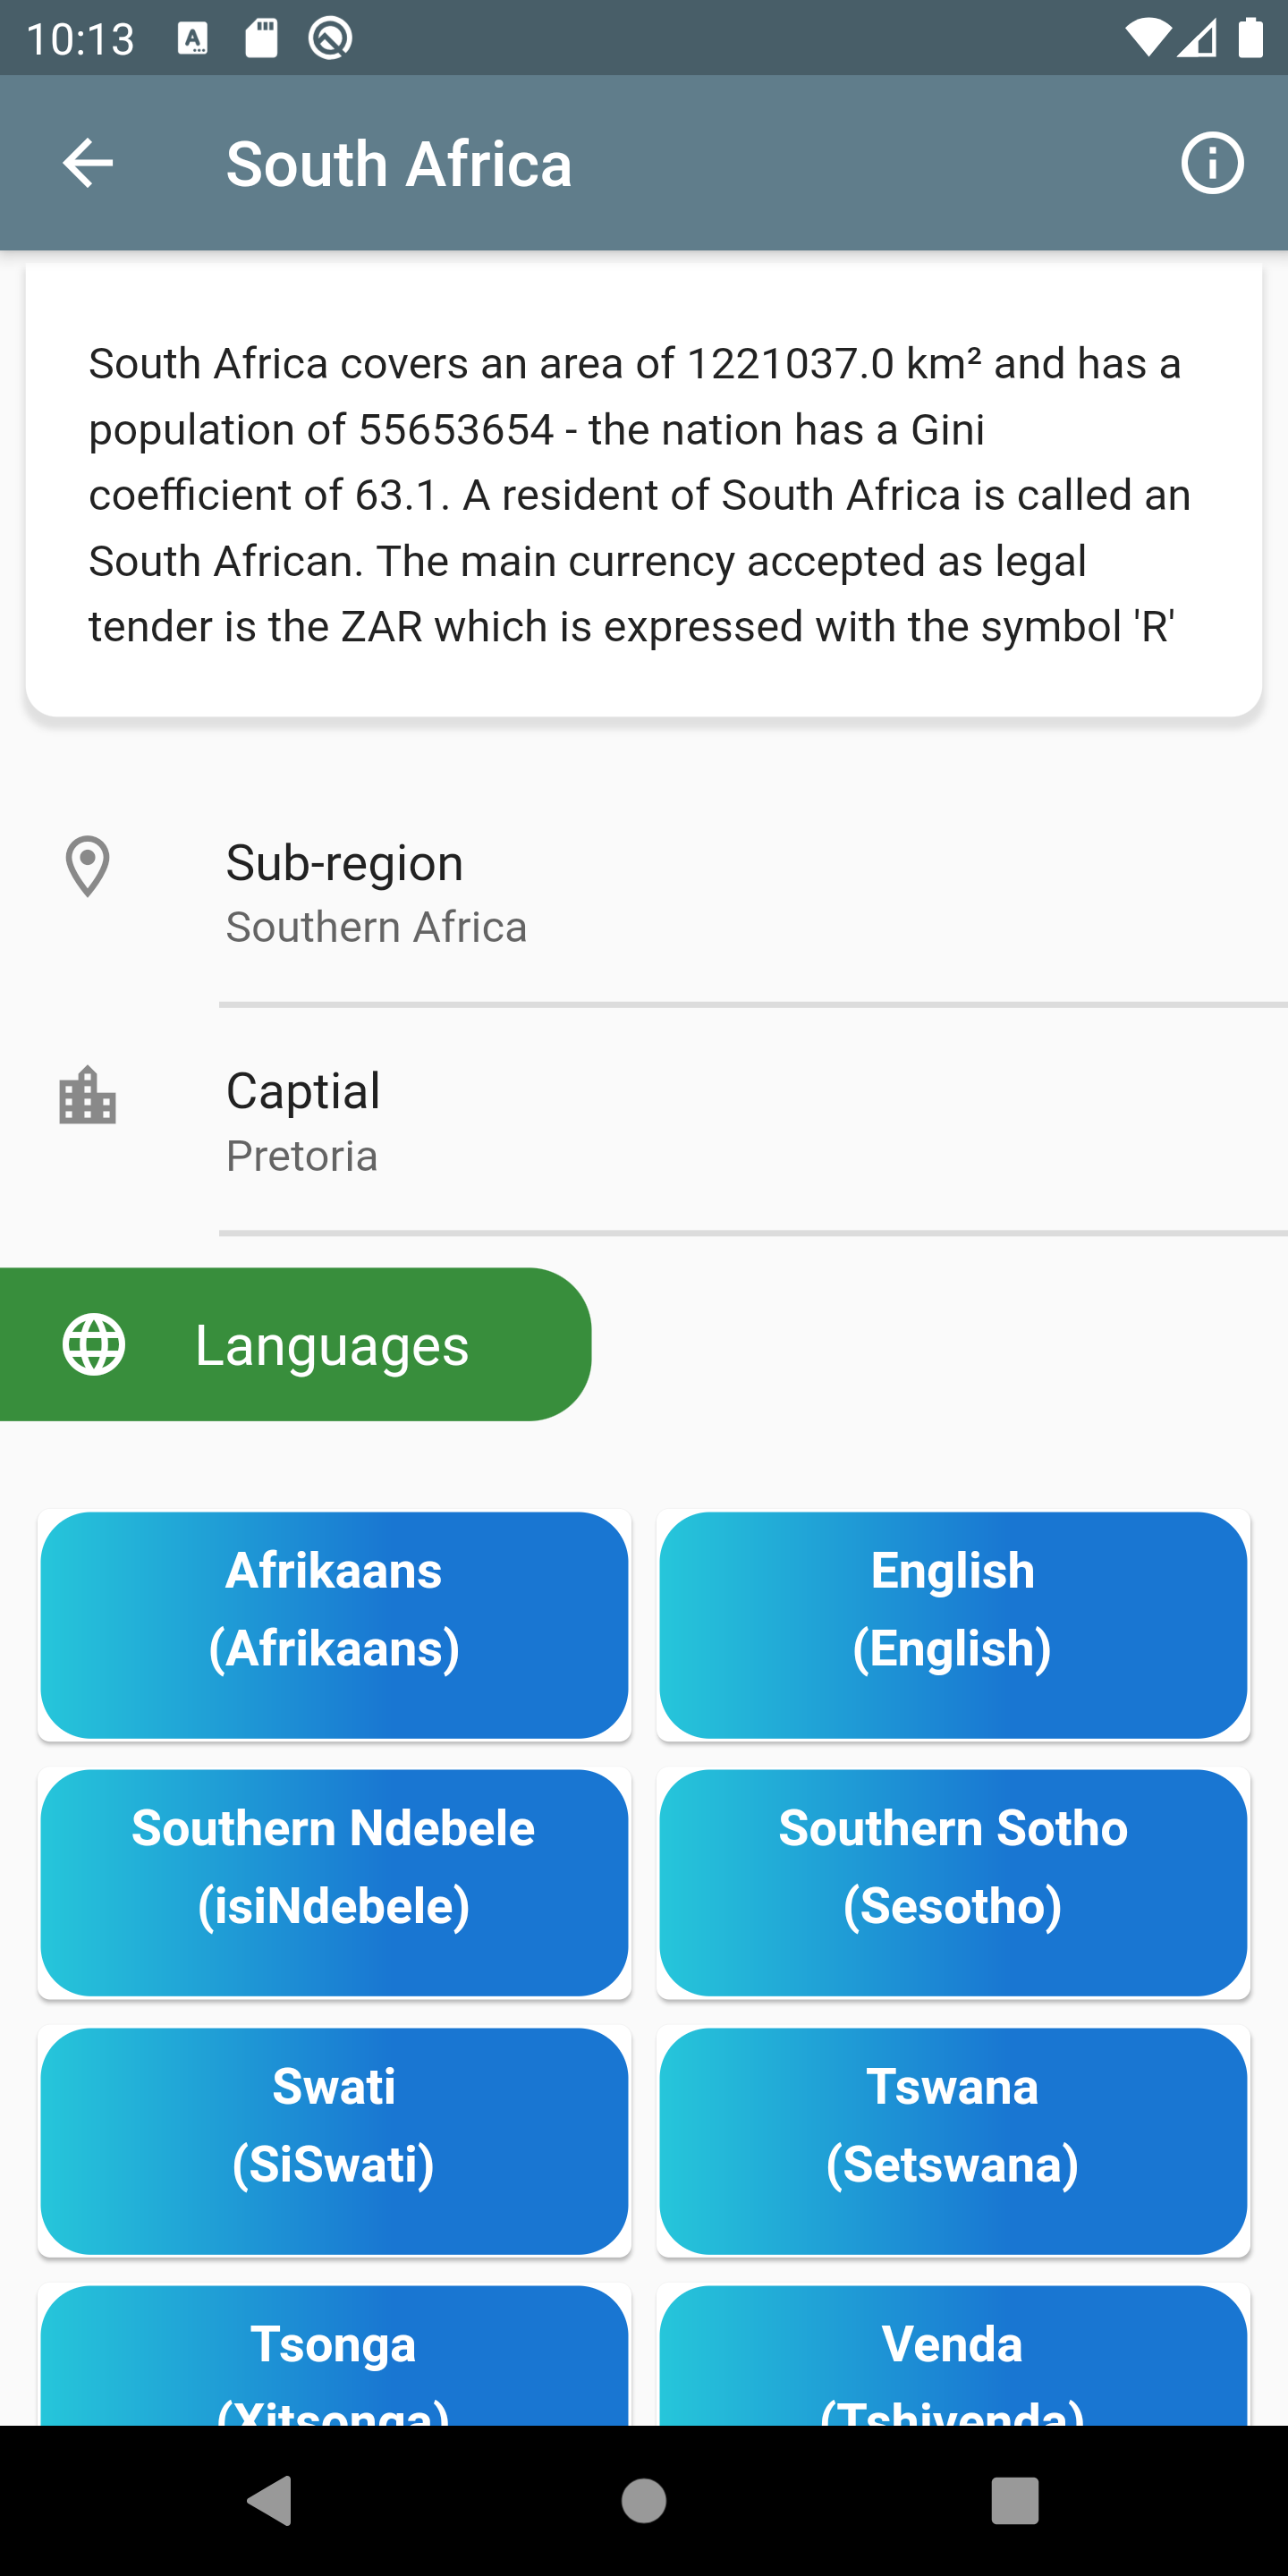 10:13
South Africa
South Africa covers an area of 1221037.0 km² and has a
population of 55653654 - the nation has a Gini
coefficient of 63.1. A resident of South Africa is called an
South African. The main currency accepted as legal
tender is the ZAR which is expressed with the symbol 'R'
Sub-region
Southern Africa
Captial
Pretoria
Languages
Afrikaans
(Afrikaans)
English
(English)
Southern Ndebele
(isiNdebele)
Southern Sotho
(Sesotho)
Swati
(SiSwati)
Tswana
(Setswana)
Tsonga
(Xitsonga)
Venda
(Tshivenda)